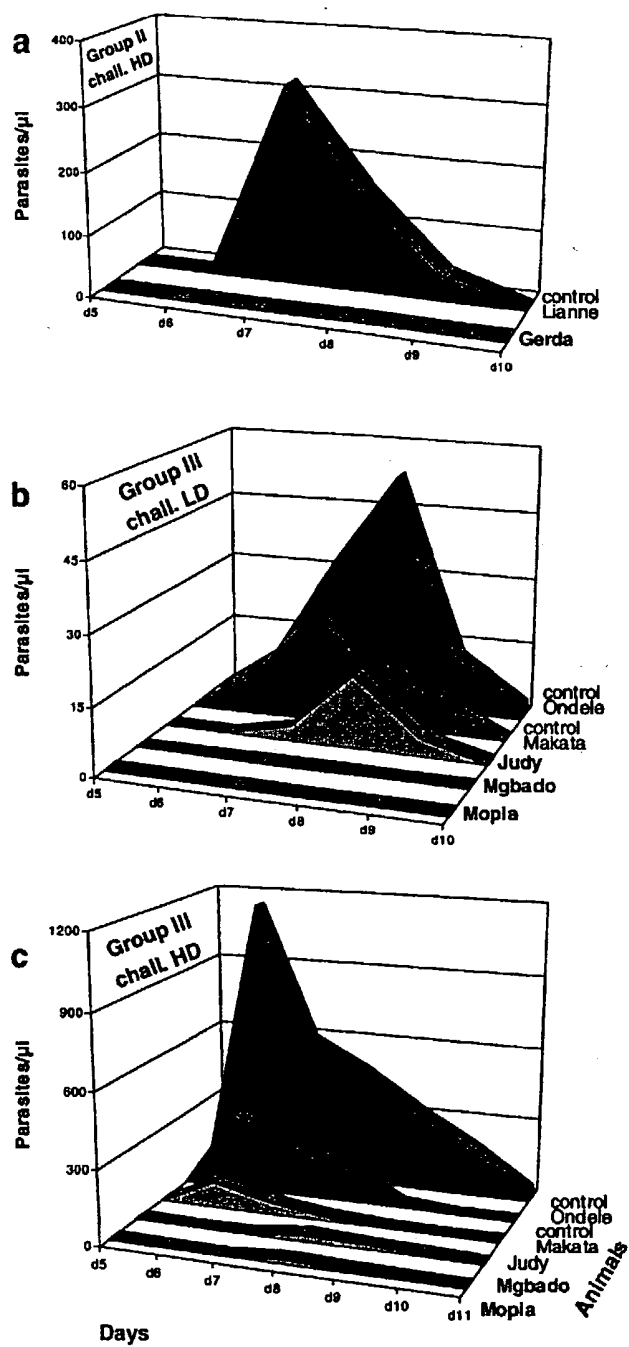 a
Group II
chall. HD
Parasites/µl
400
300
200
100
0
d5
d6
d7
d8
d9
d10
control
Lianne
Gerda
b
Group III
chall. LD
Parasites/µl
60
45
30
15
0
d5
d6
d7
d8
d9
d10
control
Ondele
control
Makata
Judy
Mgbado
Mopia
c
Group III
chall. HD
Parasites/µl
1200
900
600
300
0
d5
d6
d7
d8
d9
d10
d11
control
Ondele
control
Makata
Judy
Mgbado
Mopia
Animals
Days